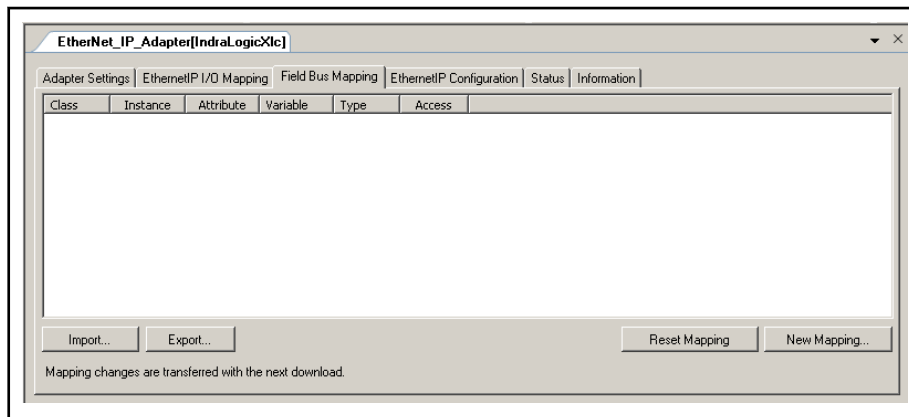 EtherNet_IP_Adapter[IndraLogicXlc]
Adapter Settings EthernetIP I/O Mapping Field Bus Mapping EthernetIP Configuration Status Information
Class Instance Attribute Variable Type Access
Import... Export... Reset Mapping New Mapping...
Mapping changes are transferred with the next download.